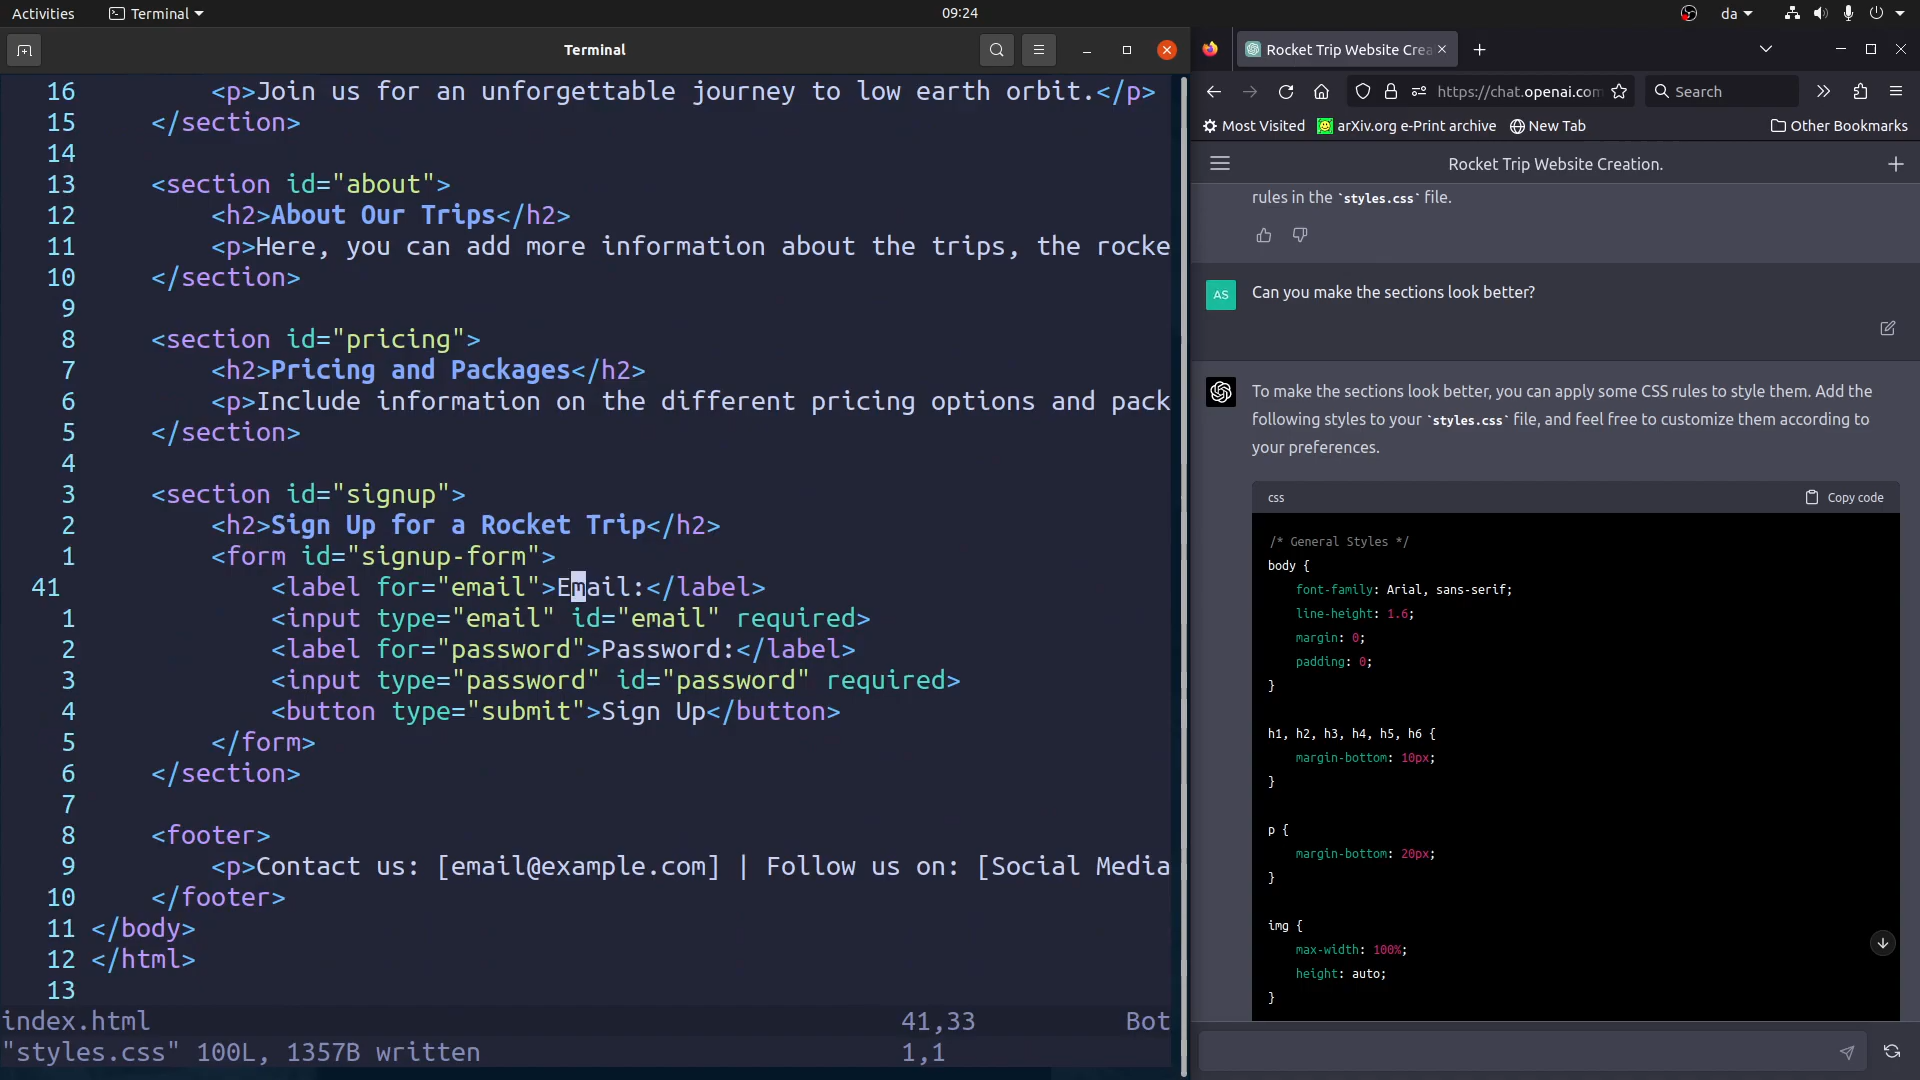 Activities
Terminal
09:24
da
Terminal
16 <p>Join us for an unforgettable journey to low earth orbit.</p>
15 </section>
14
13 <section id="about">
12 <h2>About Our Trips</h2>
11 <p>Here, you can add more information about the trips, the rocke
10 </section>
9
8 <section id="pricing">
7 <h2>Pricing and Packages</h2>
6 <p>Include information on the different pricing options and pack
5 </section>
4
3 <section id="signup">
2 <h2>Sign Up for a Rocket Trip</h2>
1 <form id="signup-form">
41 <label for="email">Email:</label>
1 <input type="email" id="email" required>
2 <label for="password">Password:</label>
3 <input type="password" id="password" required>
4 <button type="submit">Sign Up</button>
5 </form>
6 </section>
7
8 <footer>
9 <p>Contact us: [email@example.com] | Follow us on: [Social Media
10 </footer>
11 </body>
12 </html>
13
index.html 41,33 Bot
"styles.css" 100L, 1357B written 1,1
Rocket Trip Website Crea
https://chat.openai.com
Search
Most Visited
arXiv.org e-Print archive
New Tab
Other Bookmarks
Rocket Trip Website Creation.
rules in the `styles.css` file.
AS
Can you make the sections look better?
To make the sections look better, you can apply some CSS rules to style them. Add the
following styles to your `styles.css` file, and feel free to customize them according to
your preferences.
css
Copy code
/* General Styles */
body {
font-family: Arial, sans-serif;
line-height: 1.6;
margin: 0;
padding: 0;
}
h1, h2, h3, h4, h5, h6 {
margin-bottom: 10px;
}
p {
margin-bottom: 20px;
}
img {
max-width: 100%;
height: auto;
}